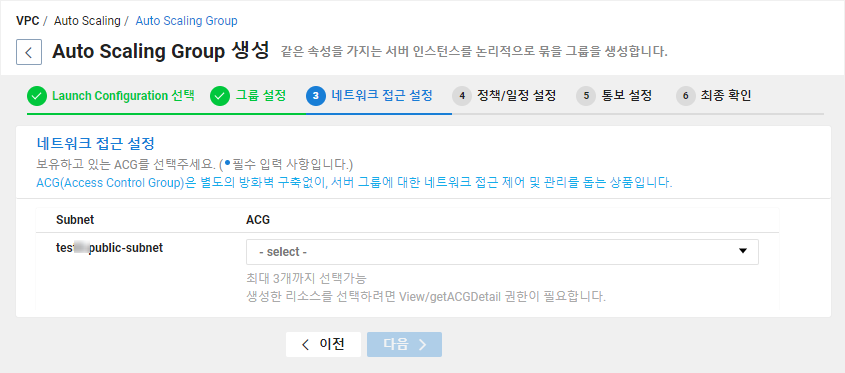 VPC / Auto Scaling / Auto Scaling Group
Auto Scaling Group 생성 같은 속성을 가지는 서버 인스턴스를 논리적으로 묶을 그룹을 생성합니다.
Launch Configuration 선택 그룹 설정 3 네트워크 접근 설정 4 정책/일정 설정 5 통보 설정 6 최종 확인
네트워크 접근 설정
보유하고 있는 ACG를 선택주세요. (• 필수 입력 사항입니다.)
ACG(Access Control Group)은 별도의 방화벽 구축없이, 서버 그룹에 대한 네트워크 접근 제어 및 관리를 돕는 상품입니다.
Subnet ACG
public-subnet - select -
최대 3개까지 선택가능
생성한 리소스를 선택하려면 View/getACGDetail 권한이 필요합니다.
이전 다음